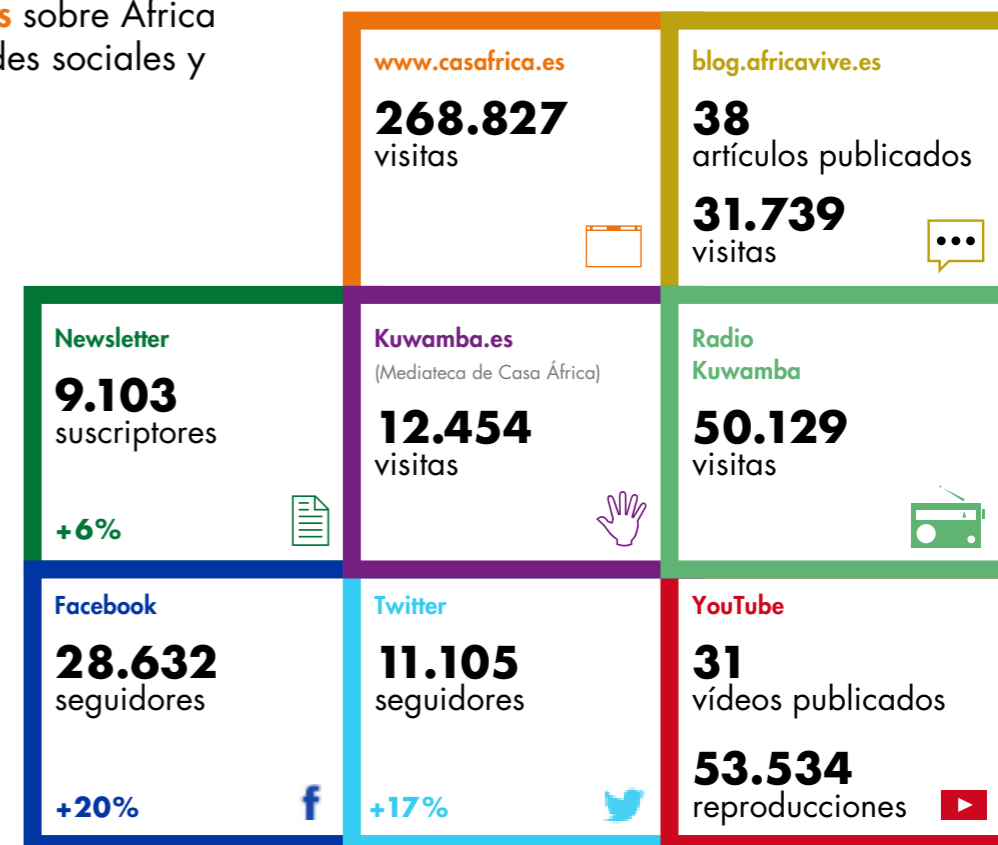 s sobre África
des sociales y
www.casafrica.es
268.827
visitas
blog.africavive.es
38
artículos publicados
31.739
visitas
Newsletter
9.103
suscriptores
+6%
Kuwamba.es
(Mediateca de Casa África)
12.454
visitas
Radio
Kuwamba
50.129
visitas
Facebook
28.632
seguidores
+20%
Twitter
11.105
seguidores
+17%
YouTube
31
vídeos publicados
53.534
reproducciones